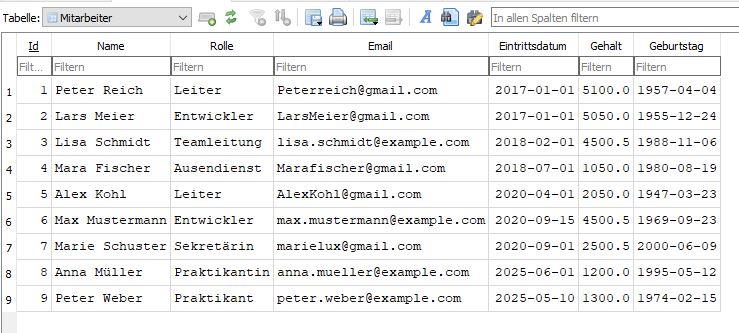 Tabelle: Mitarbeiter In allen Spalten filtern
Id Name Rolle Email Eintrittsdatum Gehalt Geburtstag
Filt... Filtern Filtern Filtern Filtern Filtern Filtern
1 1 Peter Reich Leiter Peterreich@gmail.com 2017-01-01 5100.0 1957-04-04
2 2 Lars Meier Entwickler LarsMeier@gmail.com 2017-01-01 5050.0 1955-12-24
3 3 Lisa Schmidt Teamleitung lisa.schmidt@example.com 2018-02-01 4500.5 1988-11-06
4 4 Mara Fischer Ausendienst Marafischer@gmail.com 2018-07-01 1050.0 1980-08-19
5 5 Alex Kohl Leiter AlexKohl@gmail.com 2020-04-01 2050.0 1947-03-23
6 6 Max Mustermann Entwickler max.mustermann@example.com 2020-09-15 4500.5 1969-09-23
7 7 Marie Schuster Sekretärin marielux@gmail.com 2020-09-01 2500.5 2000-06-09
8 8 Anna Müller Praktikantin anna.mueller@example.com 2025-06-01 1200.0 1995-05-12
9 9 Peter Weber Praktikant peter.weber@example.com 2025-05-10 1300.0 1974-02-15